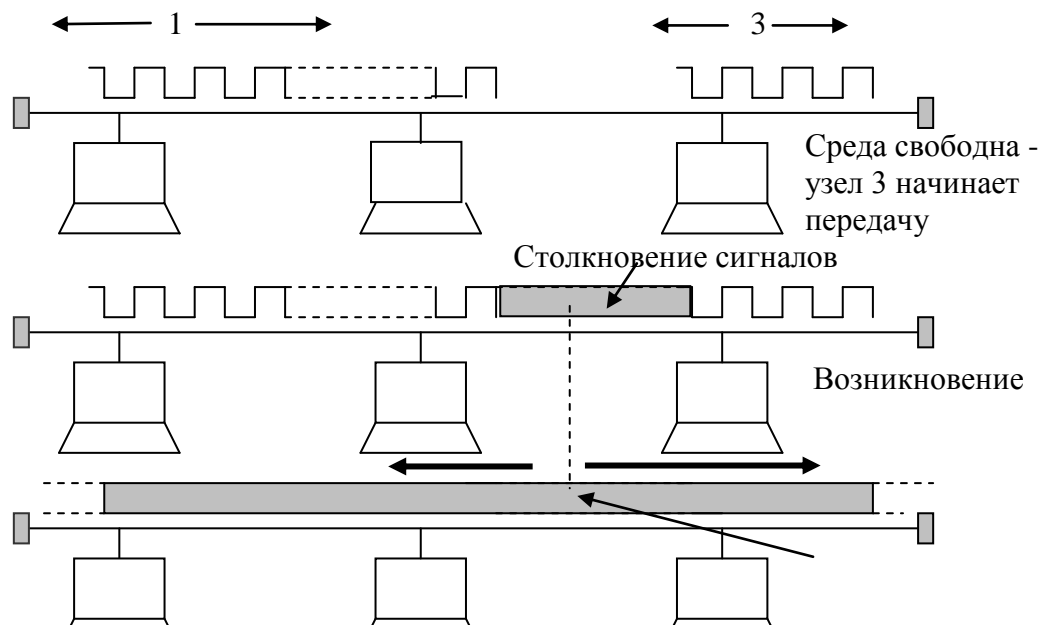 1
3
Среда свободна -
узел 3 начинает
передачу
Столкновение сигналов
Возникновение